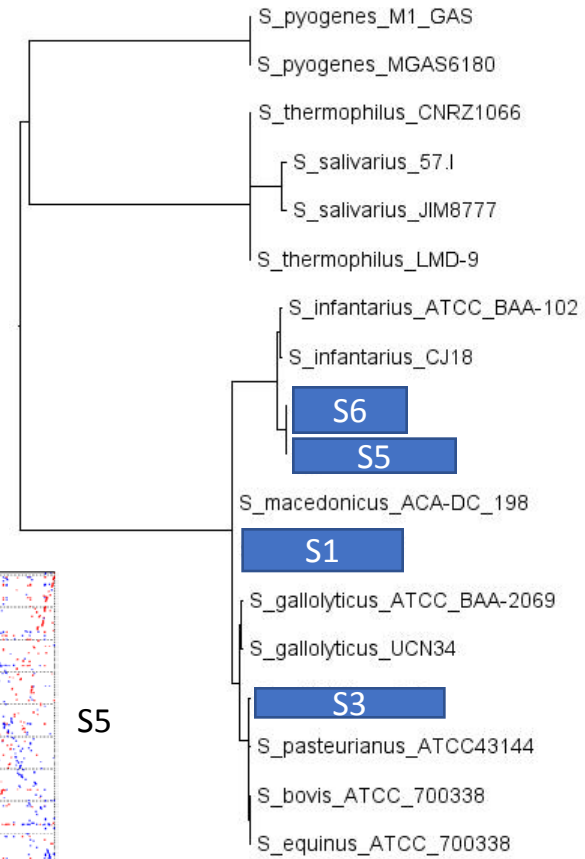 S_pyogenes_M1_GAS
S_pyogenes_MGAS6180
S_thermophilus_CNRZ1066
S_salivarius_57.I
S_salivarius_JIM8777
S_thermophilus_LMD-9
S_infantarius_ATCC_BAA-102
S_infantarius_CJ18
S6
S5
S_macedonicus_ACA-DC_198
S1
S_gallolyticus_ATCC_BAA-2069
S_gallolyticus_UCN34
S3
S5
S_pasteurianus_ATCC43144
S_bovis_ATCC_700338
S_equinus_ATCC_700338